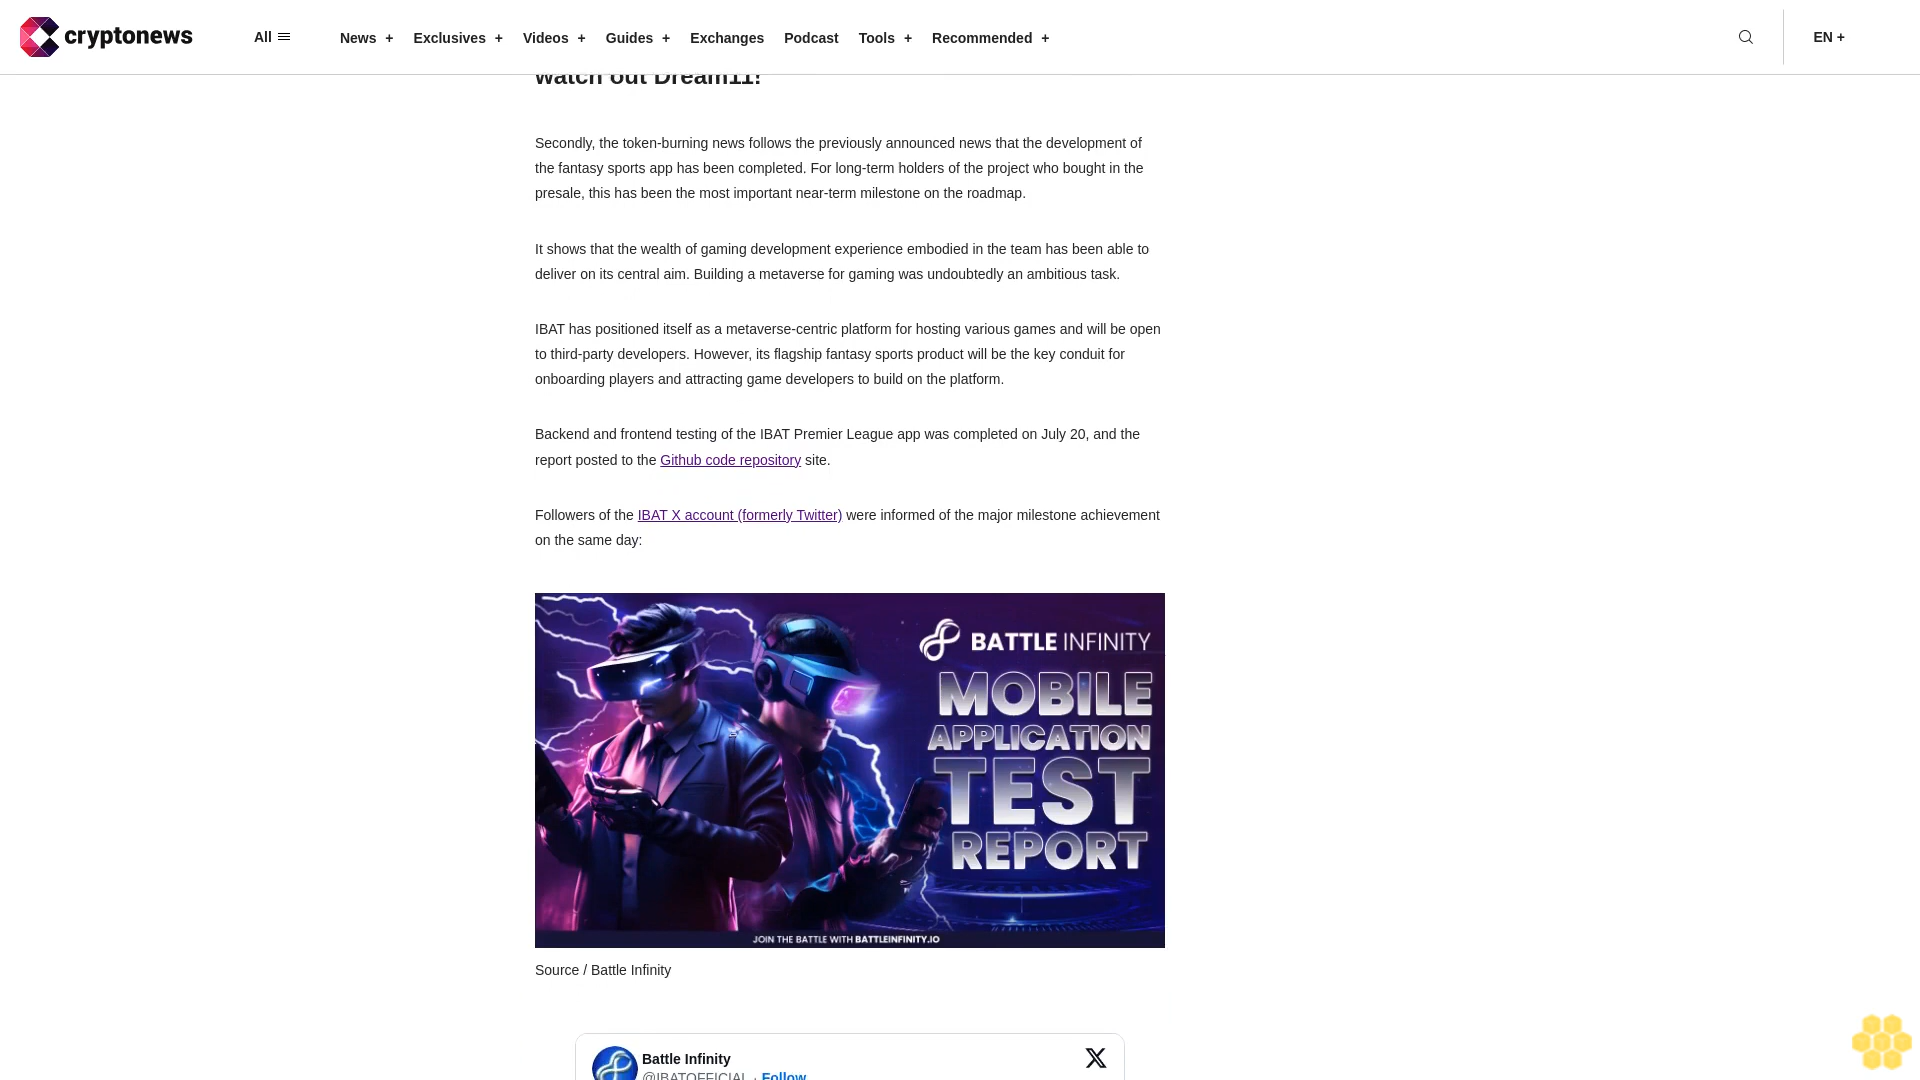 cryptonews
All
News +
Exclusives +
Videos +
Guides +
Exchanges
Podcast
Tools +
Recommended +
EN +
watch out Dream11!
Secondly, the token-burning news follows the previously announced news that the development of
the fantasy sports app has been completed. For long-term holders of the project who bought in the
presale, this has been the most important near-term milestone on the roadmap.
It shows that the wealth of gaming development experience embodied in the team has been able to
deliver on its central aim. Building a metaverse for gaming was undoubtedly an ambitious task.
IBAT has positioned itself as a metaverse-centric platform for hosting various games and will be open
to third-party developers. However, its flagship fantasy sports product will be the key conduit for
onboarding players and attracting game developers to build on the platform.
Backend and frontend testing of the IBAT Premier League app was completed on July 20, and the
report posted to the Github code repository site.
Followers of the IBAT X account (formerly Twitter) were informed of the major milestone achievement
on the same day:
BATTLE INFINITY
MOBILE
APPLICATION
TEST
REPORT
JOIN THE BATTLE WITH BATTLEINFINITY.IO
Source / Battle Infinity
Battle Infinity
@IBATOFFICIAL · Follow